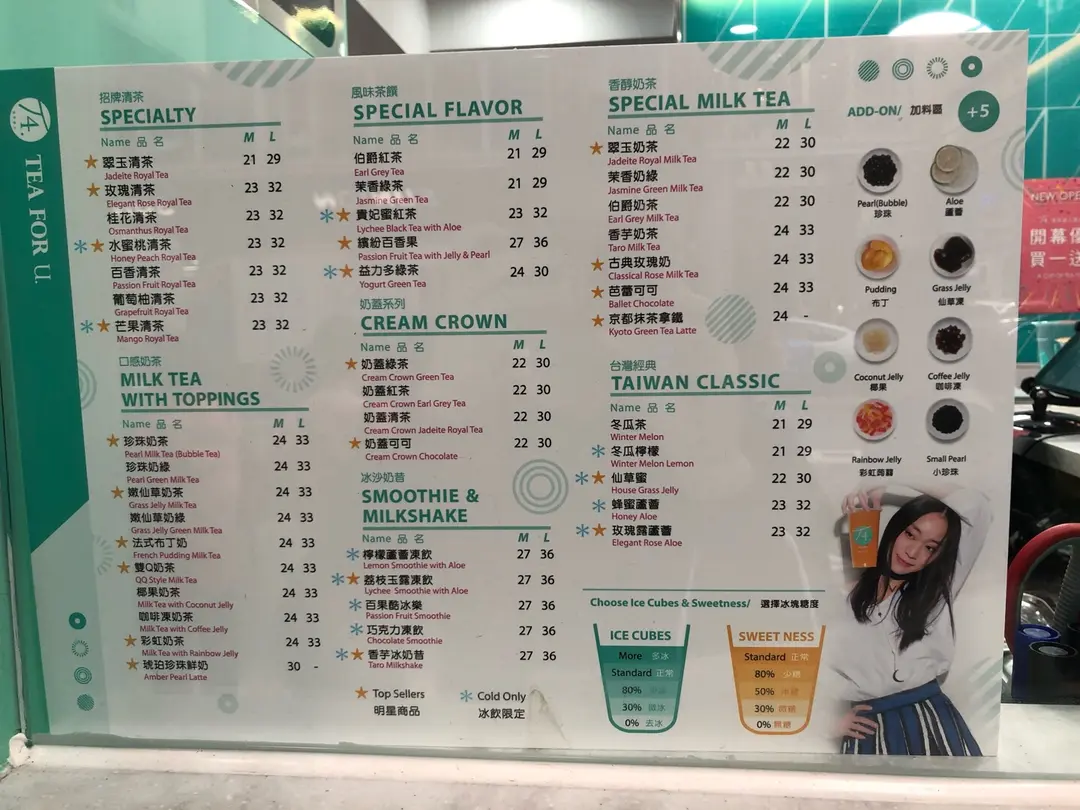 74.
TEA FOR U.
招牌清茶
SPECIALTY
Name 品 名 M L
翠玉清茶 21 29
Jadeite Royal Tea
玫瑰清茶 23 32
Elegant Rose Royal Tea
桂花清茶 23 32
Osmanthus Royal Tea
水蜜桃清茶 23 32
Honey Peach Royal Tea
百香清茶 23 32
Passion Fruit Royal Tea
葡萄柚清茶 23 32
Grapefruit Royal Tea
芒果清茶 23 32
Mango Royal Tea
口感奶茶
MILK TEA
WITH TOPPINGS
Name 品 名 M L
珍珠奶茶 24 33
Pearl Milk Tea (Bubble Tea)
珍珠奶綠 24 33
Pearl Green Milk Tea
嫩仙草奶茶 24 33
Grass Jelly Milk Tea
嫩仙草奶綠 24 33
Grass Jelly Green Milk Tea
法式布丁奶 24 33
French Pudding Milk Tea
雙Q奶茶 24 33
QQ Style Milk Tea
椰果奶茶 24 33
Milk Tea with Coconut Jelly
咖啡凍奶茶 24 33
Milk Tea with Coffee Jelly
彩虹奶茶 24 33
Milk Tea with Rainbow Jelly
琥珀珍珠鮮奶 30 -
Amber Pearl Latte
風味茶饌
SPECIAL FLAVOR
Name 品 名 M L
伯爵紅茶 21 29
Earl Grey Tea
茉香綠茶 21 29
Jasmine Green Tea
貴妃蜜紅茶 23 32
Lychee Black Tea with Aloe
繽紛百香果 27 36
Passion Fruit Tea with Jelly & Pearl
益力多綠茶 24 30
Yogurt Green Tea
奶蓋系列
CREAM CROWN
Name 品 名 M L
奶蓋綠茶 22 30
Cream Crown Green Tea
奶蓋紅茶 22 30
Cream Crown Earl Grey Tea
奶蓋清茶 22 30
Cream Crown Jadeite Royal Tea
奶蓋可可 22 30
Cream Crown Chocolate
冰沙奶昔
SMOOTHIE &
MILKSHAKE
Name 品 名 M L
檸檬蘆薈凍飲 27 36
Lemon Smoothie with Aloe
荔枝玉露凍飲 27 36
Lychee Smoothie with Aloe
百果酷冰樂 27 36
Passion Fruit Smoothie
巧克力凍飲 27 36
Chocolate Smoothie
香芋冰奶昔 27 36
Taro Milkshake
Top Sellers
明星商品
Cold Only
冰飲限定
香醇奶茶
SPECIAL MILK TEA
Name 品 名 M L
翠玉奶茶 22 30
Jadeite Royal Milk Tea
茉香奶綠 22 30
Jasmine Green Milk Tea
伯爵奶茶 22 30
Earl Grey Milk Tea
香芋奶茶 24 33
Taro Milk Tea
古典玫瑰奶 24 33
Classical Rose Milk Tea
芭蕾可可 24 33
Ballet Chocolate
京都抹茶拿鐵 24 -
Kyoto Green Tea Latte
台灣經典
TAIWAN CLASSIC
Name 品 名 M L
冬瓜茶 21 29
Winter Melon
冬瓜檸檬 21 29
Winter Melon Lemon
仙草蜜 22 30
House Grass Jelly
蜂蜜蘆薈 23 32
Honey Aloe
玫瑰露蘆薈 23 32
Elegant Rose Aloe
Choose Ice Cubes & Sweetness/ 選擇冰塊糖度
ICE CUBES
More 多冰
Standard 正常
80%
30% 微冰
0% 去冰
SWEET NESS
Standard 正常
80% 少糖
50%
30% 微糖
0% 無糖
ADD-ON/ 加料區 +5
Pearl(Bubble)
珍珠
Aloe
蘆薈
Pudding
布丁
Grass Jelly
仙草凍
Coconut Jelly
椰果
Coffee Jelly
咖啡凍
Rainbow Jelly
彩虹蒟蒻
Small Pearl
小珍珠
74.
NEW OPE
開幕優
買一送